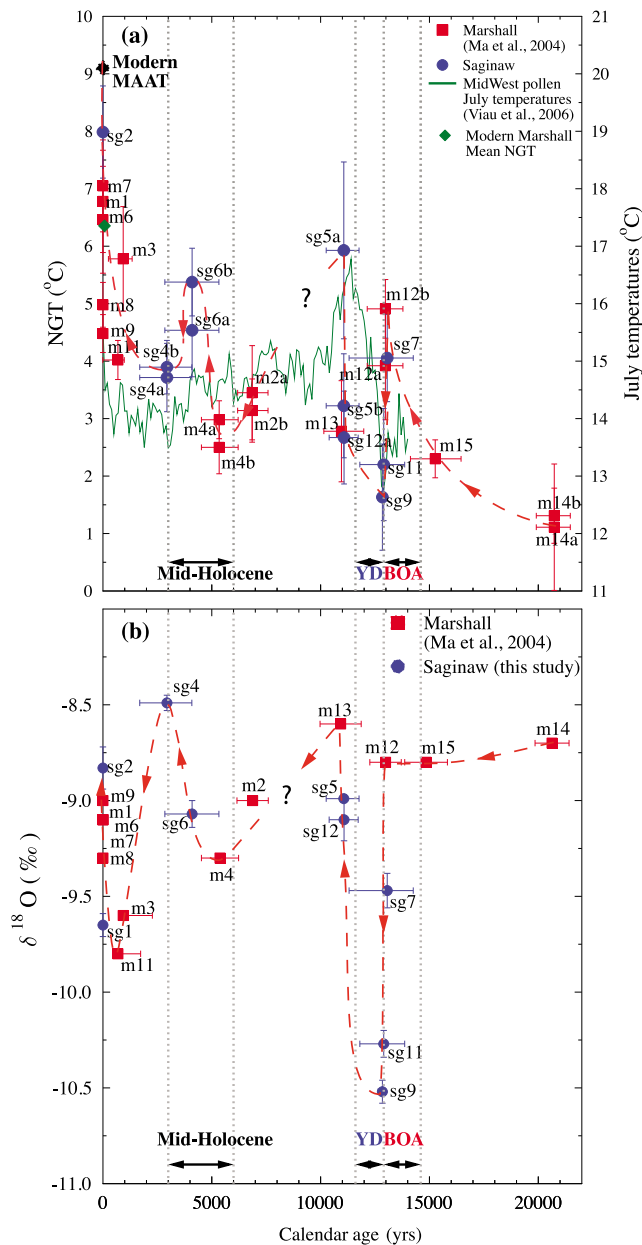 (a)
Modern
MAAT
Marshall
(Ma et al., 2004)
Saginaw
MidWest pollen
July temperatures
(Viau et al., 2006)
Modern Marshall
Mean NGT
NGT (°C)
10
9
8
7
6
5
4
3
2
1
0
July temperatures (°C)
21
20
19
18
17
16
15
14
13
12
11
sg2
m7
m1
m6
m3
m8
m9
m11
sg4b
sg4a
sg6b
sg6a
m4a
m4b
m2a
m2b
?
sg5a
m12b
sg7
m12a
sg5b
m13
sg12a
sg11
sg9
m15
m14b
m14a
Mid-Holocene
YD
BOA
(b)
Marshall
(Ma et al., 2004)
Saginaw (this study)
δ 18 O ( ‰ )
-8.5
-9.0
-9.5
-10.0
-10.5
-11.0
sg4
m13
m14
m12
m15
sg2
m9
m1
m6
m7
m8
m3
sg1
m11
sg6
m4
m2
?
sg5
sg12
sg7
sg11
sg9
Mid-Holocene
YD
BOA
0
5000
10000
15000
20000
Calendar age (yrs)